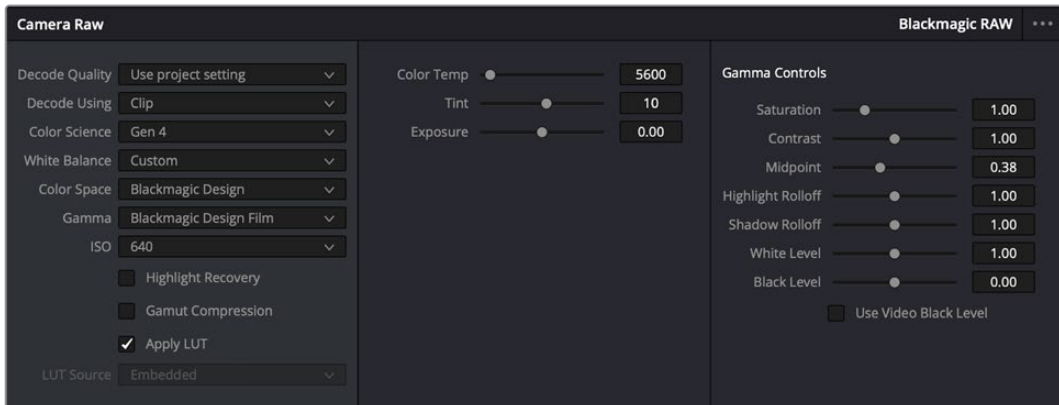 Camera Raw
Blackmagic RAW
Decode Quality Use project setting
Decode Using Clip
Color Science Gen 4
White Balance Custom
Color Space Blackmagic Design
Gamma Blackmagic Design Film
ISO 640
Highlight Recovery
Gamut Compression
Apply LUT
LUT Source Embedded
Color Temp 5600
Tint 10
Exposure 0.00
Gamma Controls
Saturation 1.00
Contrast 1.00
Midpoint 0.38
Highlight Rolloff 1.00
Shadow Rolloff 1.00
White Level 1.00
Black Level 0.00
Use Video Black Level